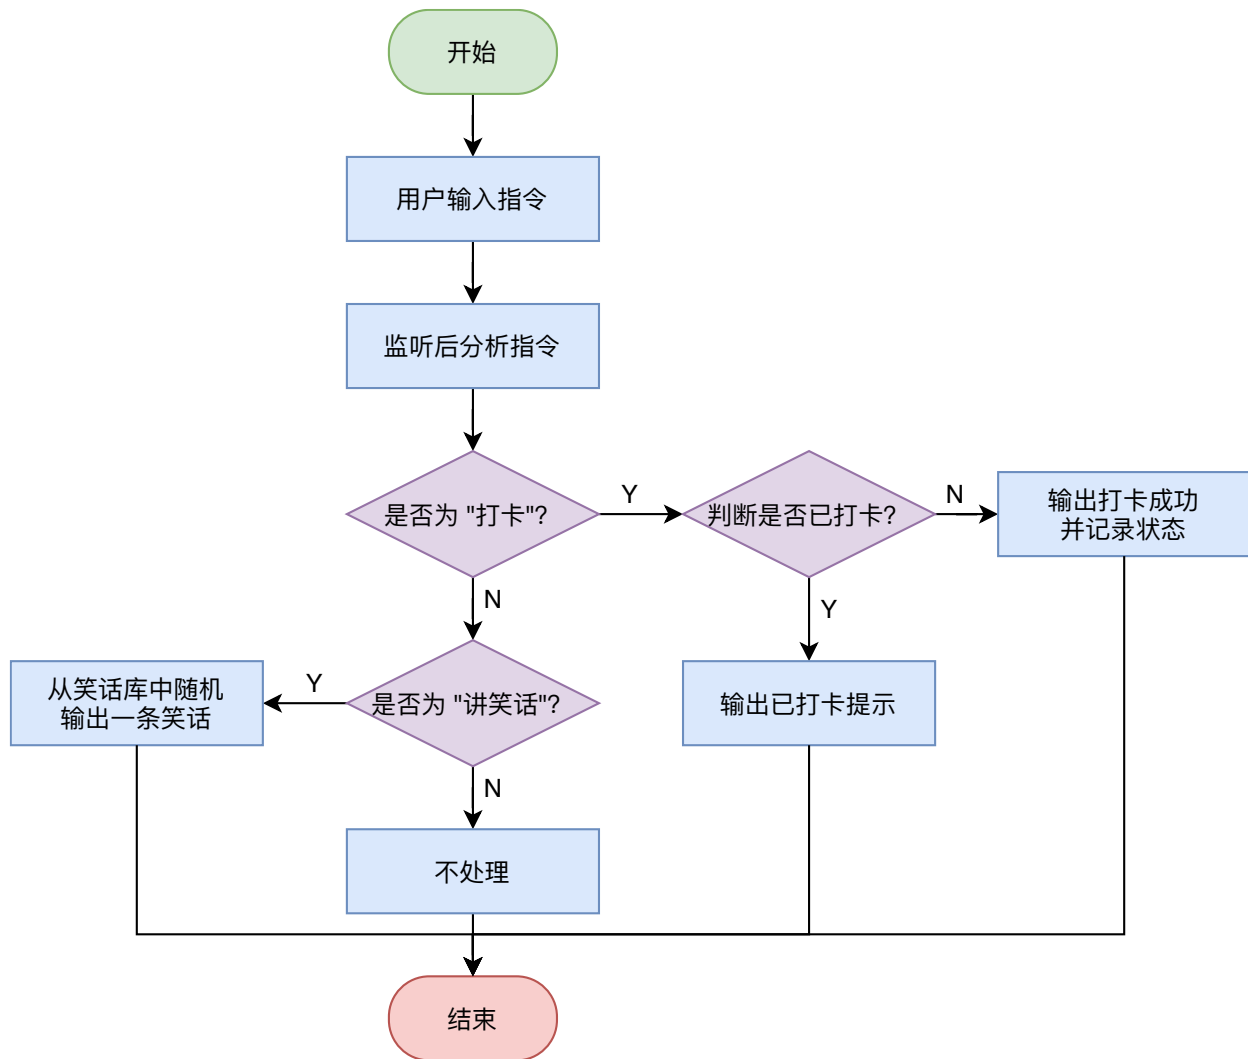 开始
用户输入指令
监听后分析指令
是否为 "打卡"?
Y
判断是否已打卡?
N
输出打卡成功
并记录状态
N
Y
从笑话库中随机
输出一条笑话
Y
是否为 "讲笑话"?
输出已打卡提示
N
不处理
结束